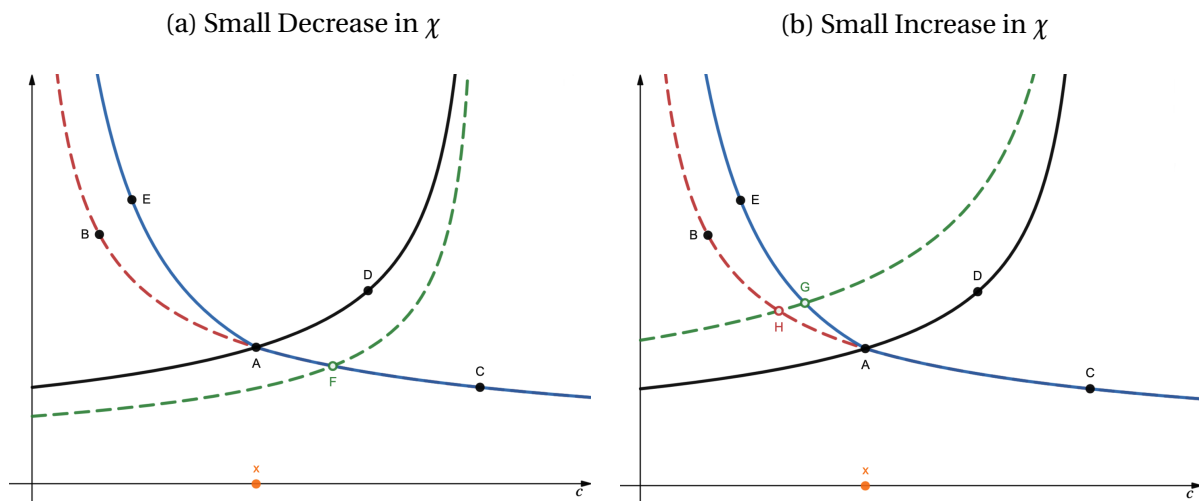 (a) Small Decrease in χ
E
B
D
A
F
C
x
c
(b) Small Increase in χ
E
B
G
D
H
A
C
x
c